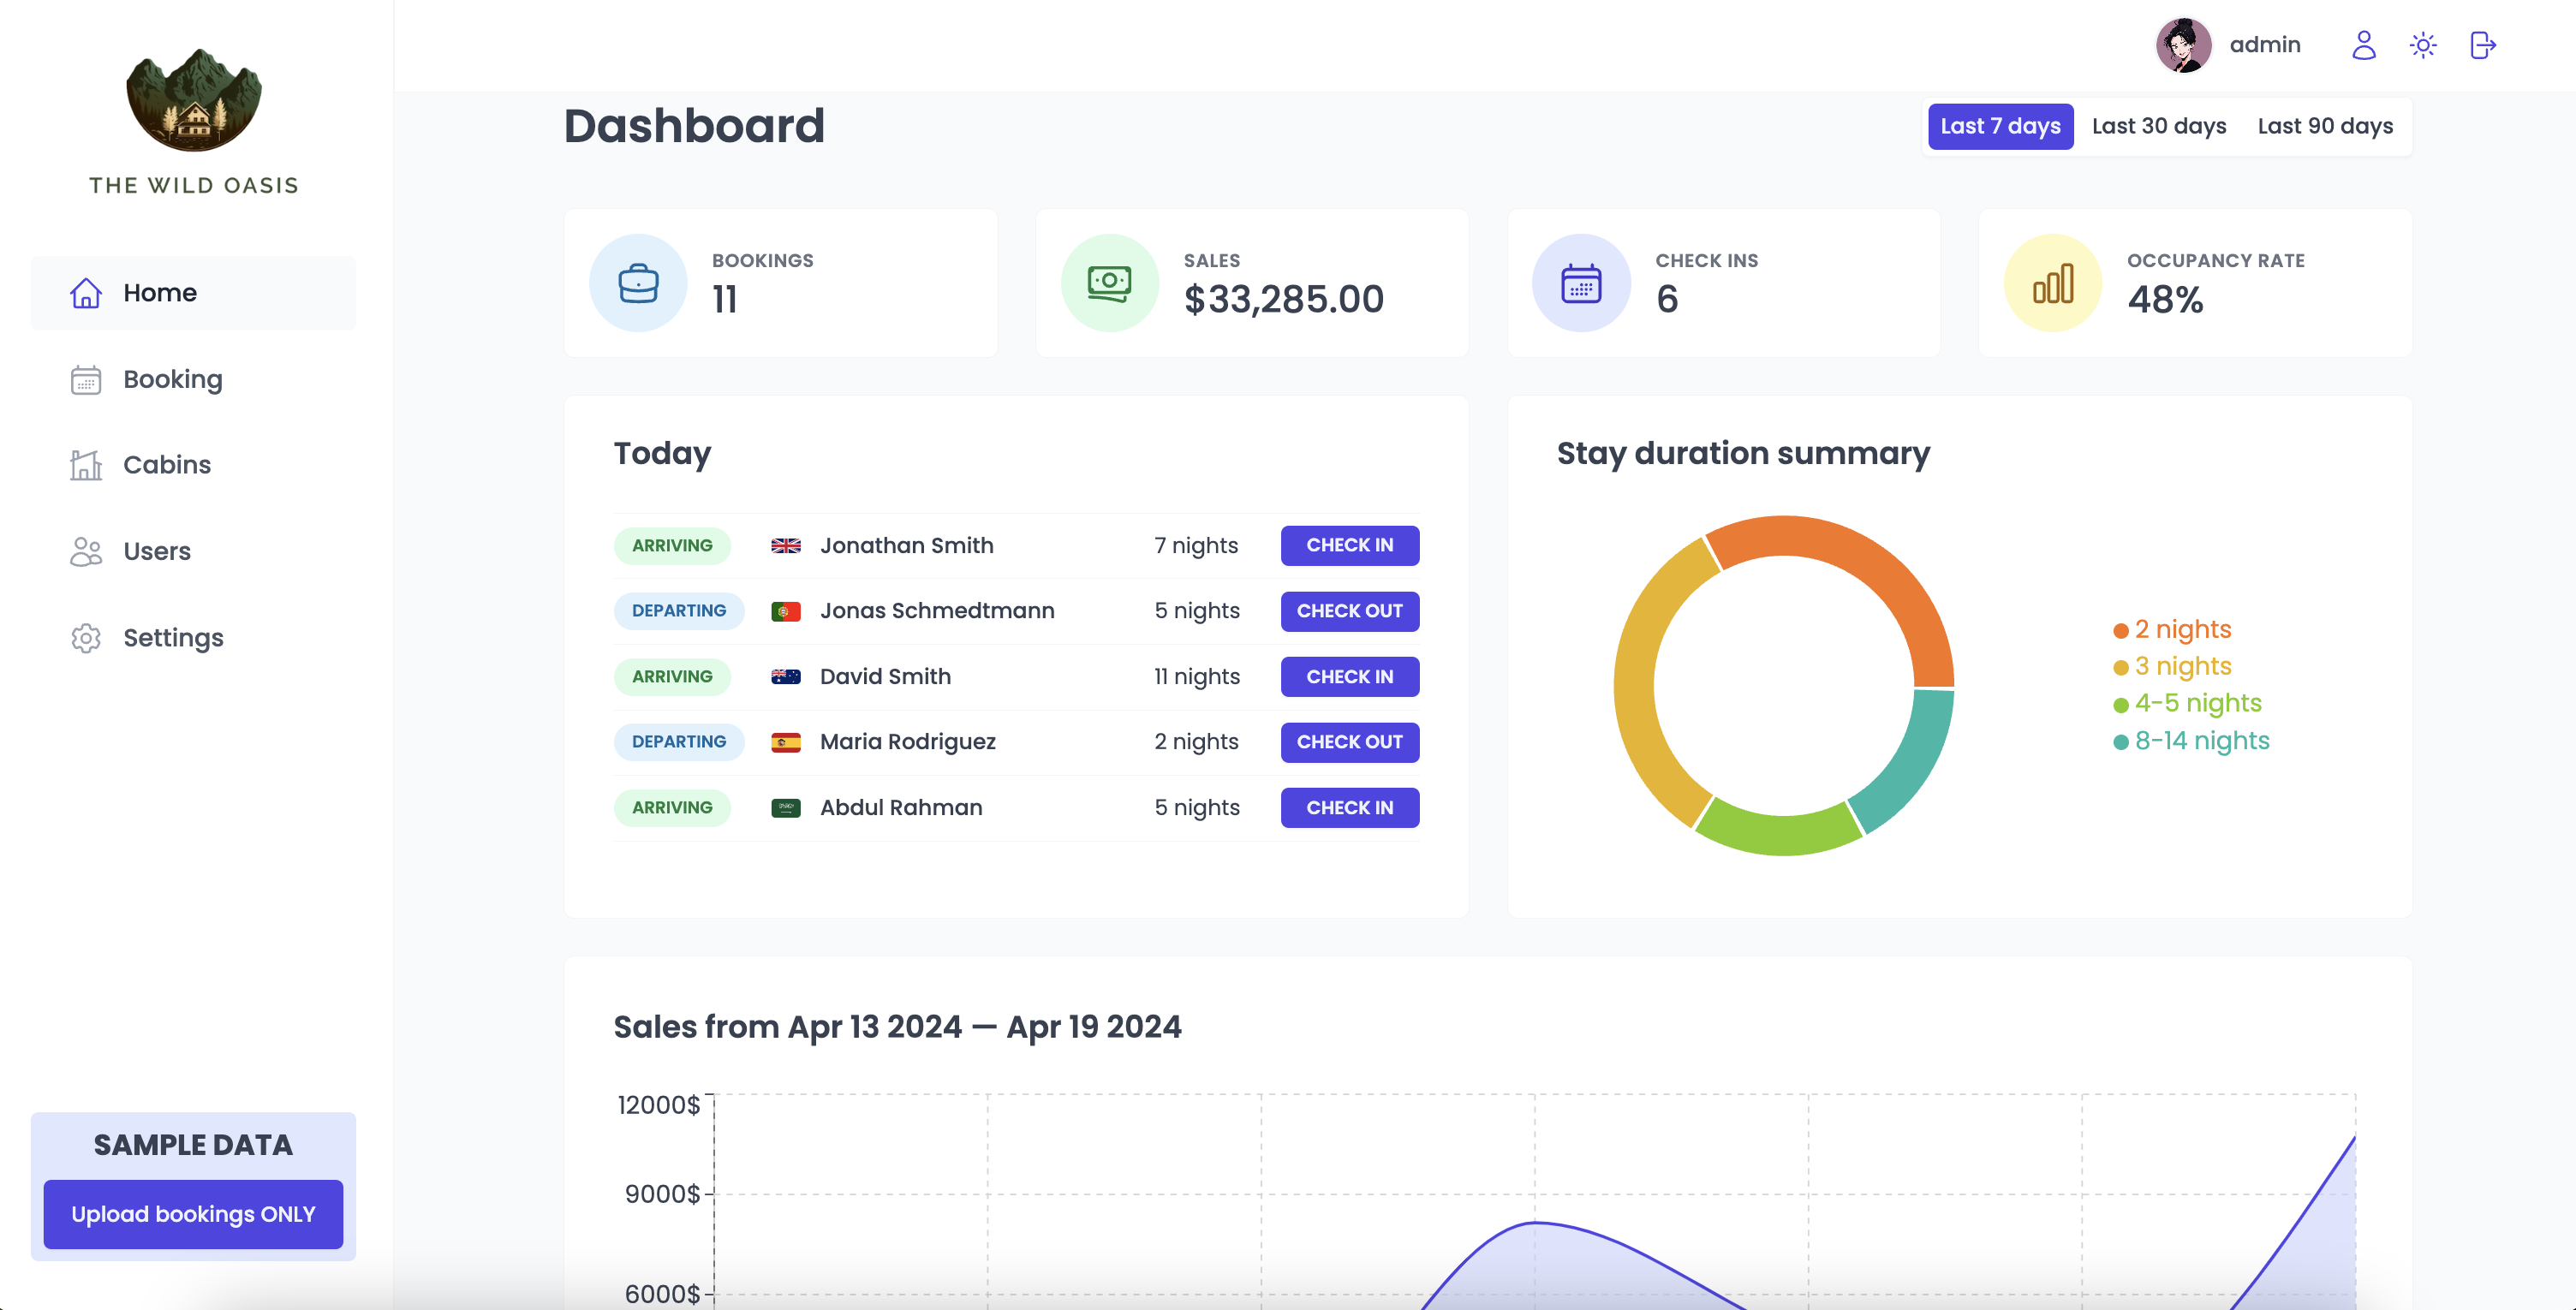 THE WILD OASIS
Home
Booking
Cabins
Users
Settings
SAMPLE DATA
Upload bookings ONLY
admin
Dashboard
Last 7 days Last 30 days Last 90 days
BOOKINGS
11
SALES
$33,285.00
CHECK INS
6
OCCUPANCY RATE
48%
Today
ARRIVING Jonathan Smith 7 nights CHECK IN
DEPARTING Jonas Schmedtmann 5 nights CHECK OUT
ARRIVING David Smith 11 nights CHECK IN
DEPARTING Maria Rodriguez 2 nights CHECK OUT
ARRIVING Abdul Rahman 5 nights CHECK IN
Stay duration summary
2 nights
3 nights
4-5 nights
8-14 nights
Sales from Apr 13 2024 — Apr 19 2024
12000$
9000$
6000$